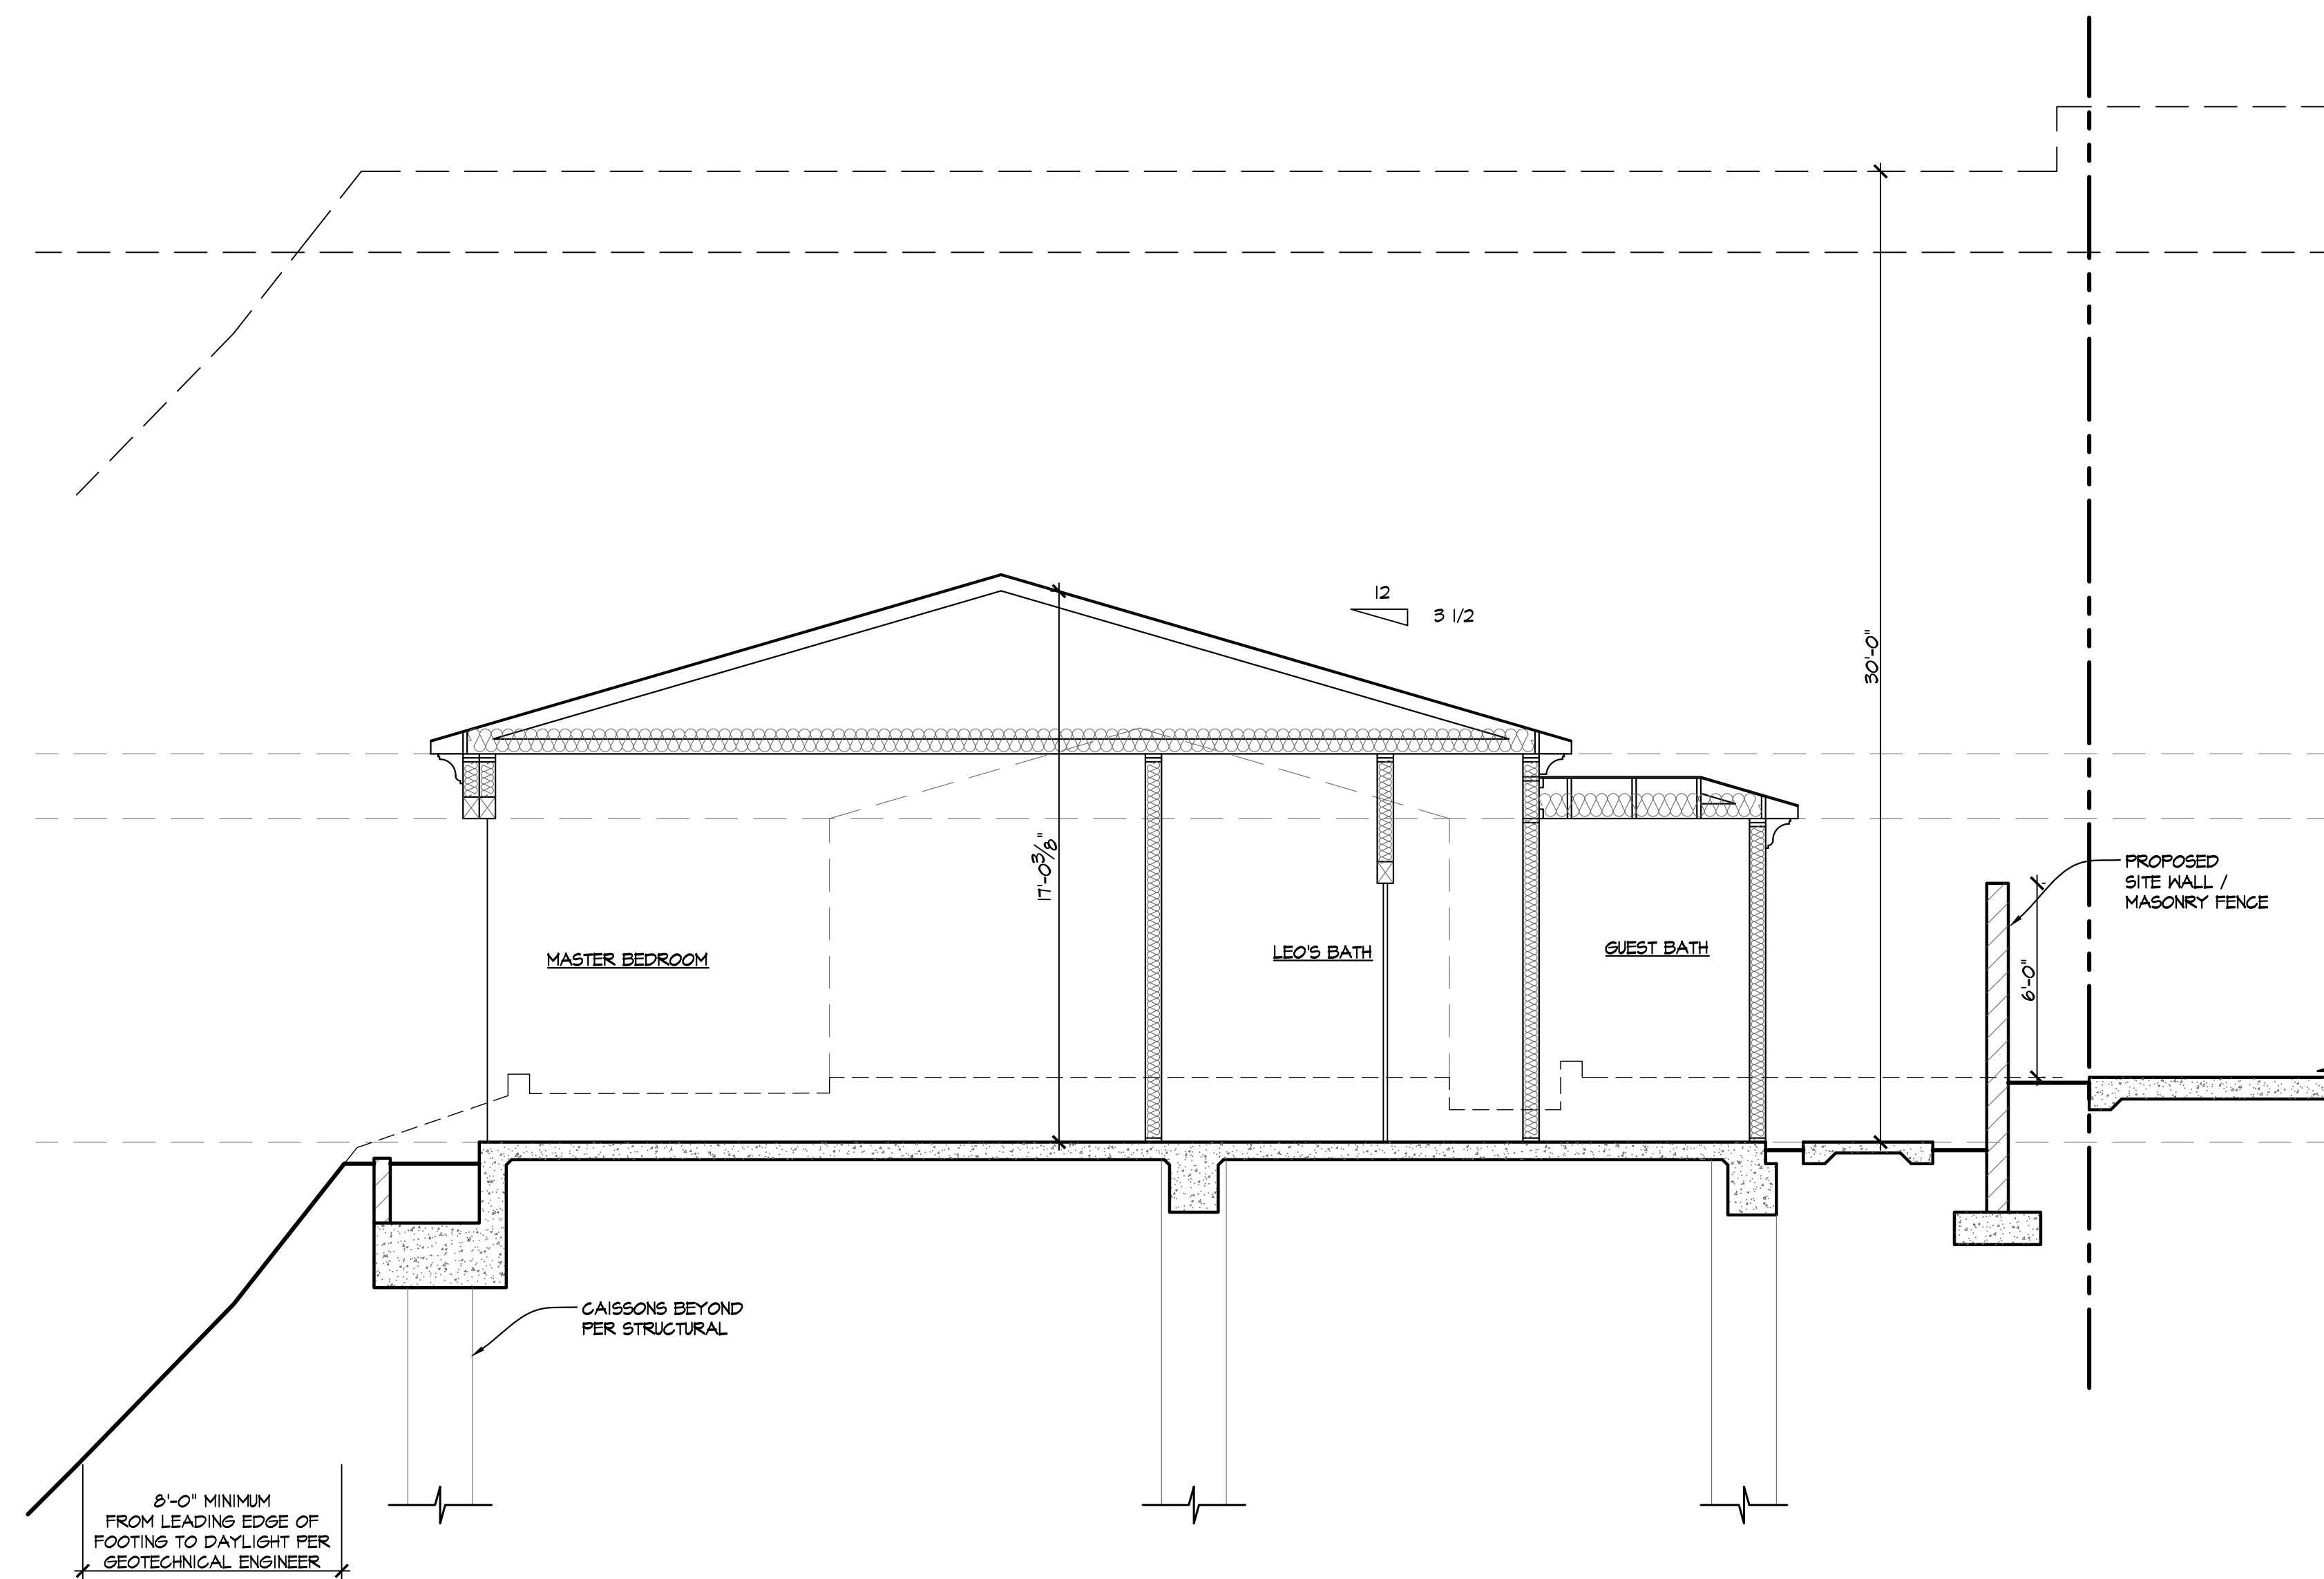 12
3 1/2
30'-0"
17'-0 3/8"
PROPOSED
SITE WALL /
MASONRY FENCE
MASTER BEDROOM
LEO'S BATH
GUEST BATH
6'-0"
CAISSONS BEYOND
PER STRUCTURAL
8'-0" MINIMUM
FROM LEADING EDGE OF
FOOTING TO DAYLIGHT PER
GEOTECHNICAL ENGINEER